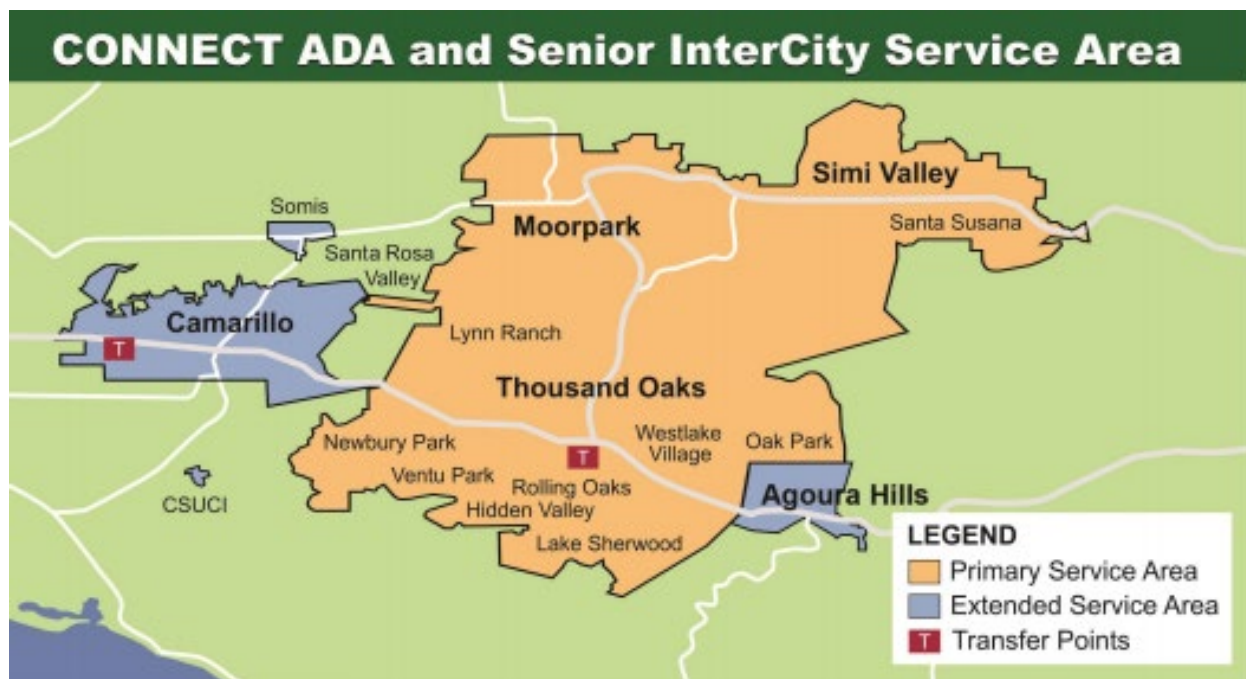 CONNECT ADA and Senior InterCity Service Area
Simi Valley
Santa Susana
Somis
Moorpark
Santa Rosa
Valley
Camarillo
T
Lynn Ranch
Thousand Oaks
Newbury Park
Westlake
Village
Oak Park
T
Ventu Park
Rolling Oaks
Agoura Hills
CSUCI
Hidden Valley
Lake Sherwood
LEGEND
Primary Service Area
Extended Service Area
T Transfer Points